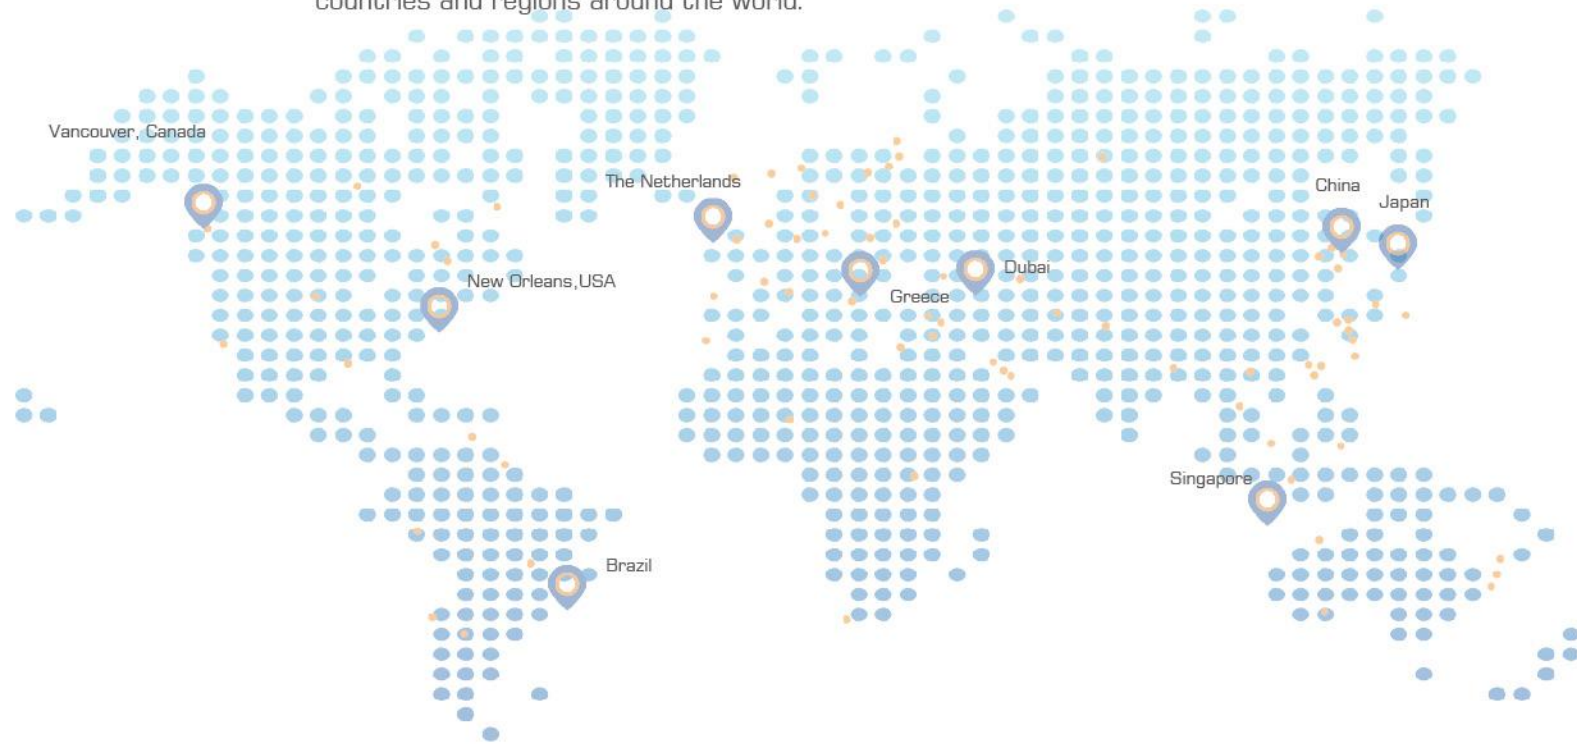 countries and regions around the world.
Vancouver, Canada
The Netherlands
China
Japan
New Orleans,USA
Dubai
Greece
Singapore
Brazil